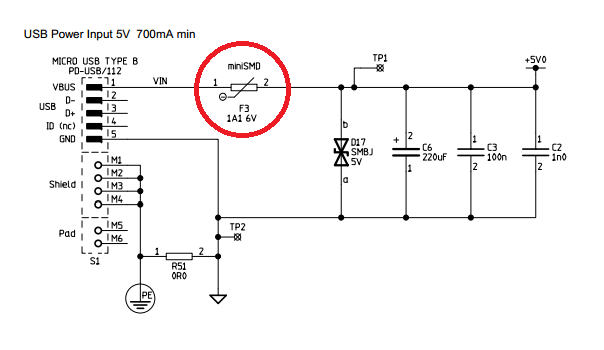 USB Power Input 5V 700mA min
MICRO USB TYPE B
PD-USB/112
miniSMD
TP1
+5V0
VBUS 1 VIN 1 2
D- 2
USB D+ 3
ID (nc) 4
GND 5
F3
1A1 6V
b
D17
SMBJ
5V
a
+ 2
C6
220uF
1
1
C3
100n
2
1
C2
1n0
2
Shield
M1
M2
M3
M4
Pad
M5
M6
S1
TP2
1 2
R51
0R0
PE